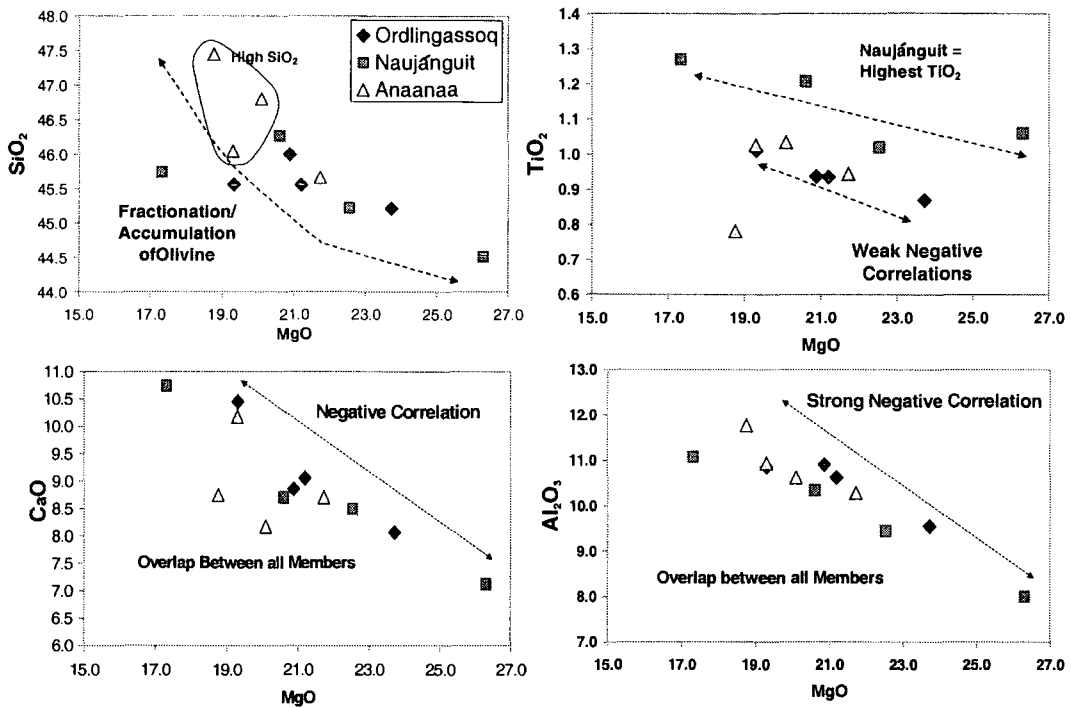 48.0
47.5
47.0
46.5
46.0
45.5
45.0
44.5
44.0
SiO₂
High SiO₂
Ordlingassoq
Naujánguit
Anaanaa
Fractionation/
Accumulation
ofOlivine
15.0 17.0 19.0 21.0 23.0 25.0 27.0
MgO
1.4
1.3
1.2
1.1
1.0
0.9
0.8
0.7
0.6
TiO₂
Naujánguit =
Highest TiO₂
Weak Negative
Correlations
15.0 17.0 19.0 21.0 23.0 25.0 27.0
MgO
11.0
10.5
10.0
9.5
9.0
8.5
8.0
7.5
7.0
6.5
6.0
CaO
Negative Correlation
Overlap Between all Members
15.0 17.0 19.0 21.0 23.0 25.0 27.0
MgO
13.0
12.0
11.0
10.0
9.0
8.0
7.0
Al₂O₃
Strong Negative Correlation
Overlap between all Members
15.0 17.0 19.0 21.0 23.0 25.0 27.0
MgO